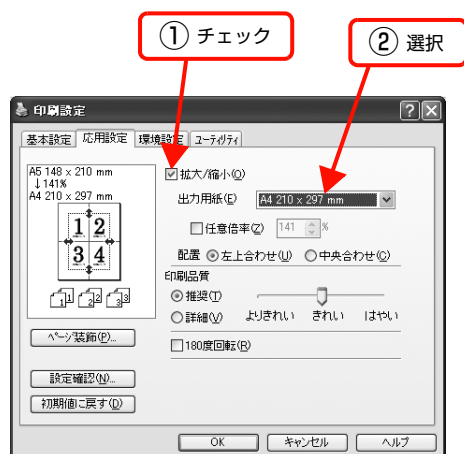 ① チェック
② 選択
印刷設定
基本設定 応用設定 環境設定 ユーティリティ
A5 148 x 210 mm
↓141%
A4 210 x 297 mm
1 2
3 4
1 1 2 2 3 3
ページ装飾(P)...
設定確認(N)...
初期値に戻す(D)
拡大/縮小(O)
出力用紙(E) A4 210 x 297 mm
任意倍率(Z) 141 %
配置 左上合わせ(U) 中央合わせ(C)
印刷品質
推奨(T)
詳細(V) よりきれい きれい はやい
180度回転(R)
OK キャンセル ヘルプ